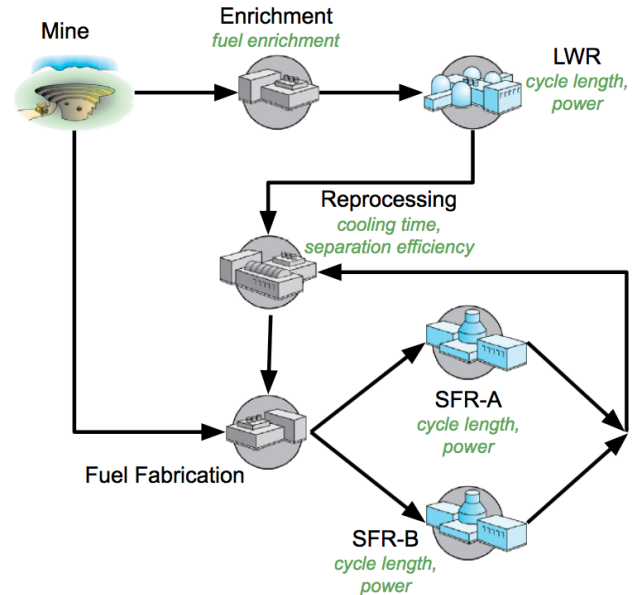 Mine
Enrichment
fuel enrichment
LWR
cycle length,
power
Reprocessing
cooling time,
separation efficiency
SFR-A
cycle length,
power
Fuel Fabrication
SFR-B
cycle length,
power